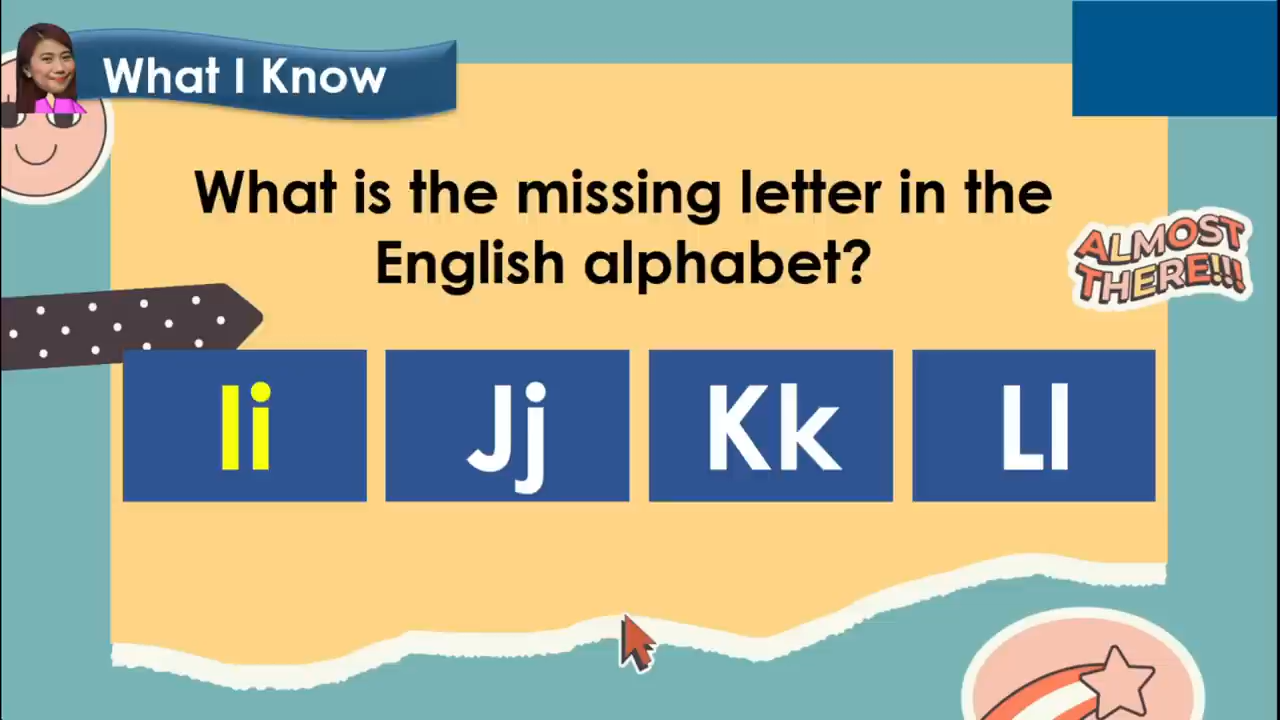 What I Know
What is the missing letter in the
English alphabet?
ALMOST
THERE!!!
Ii Jj Kk Ll